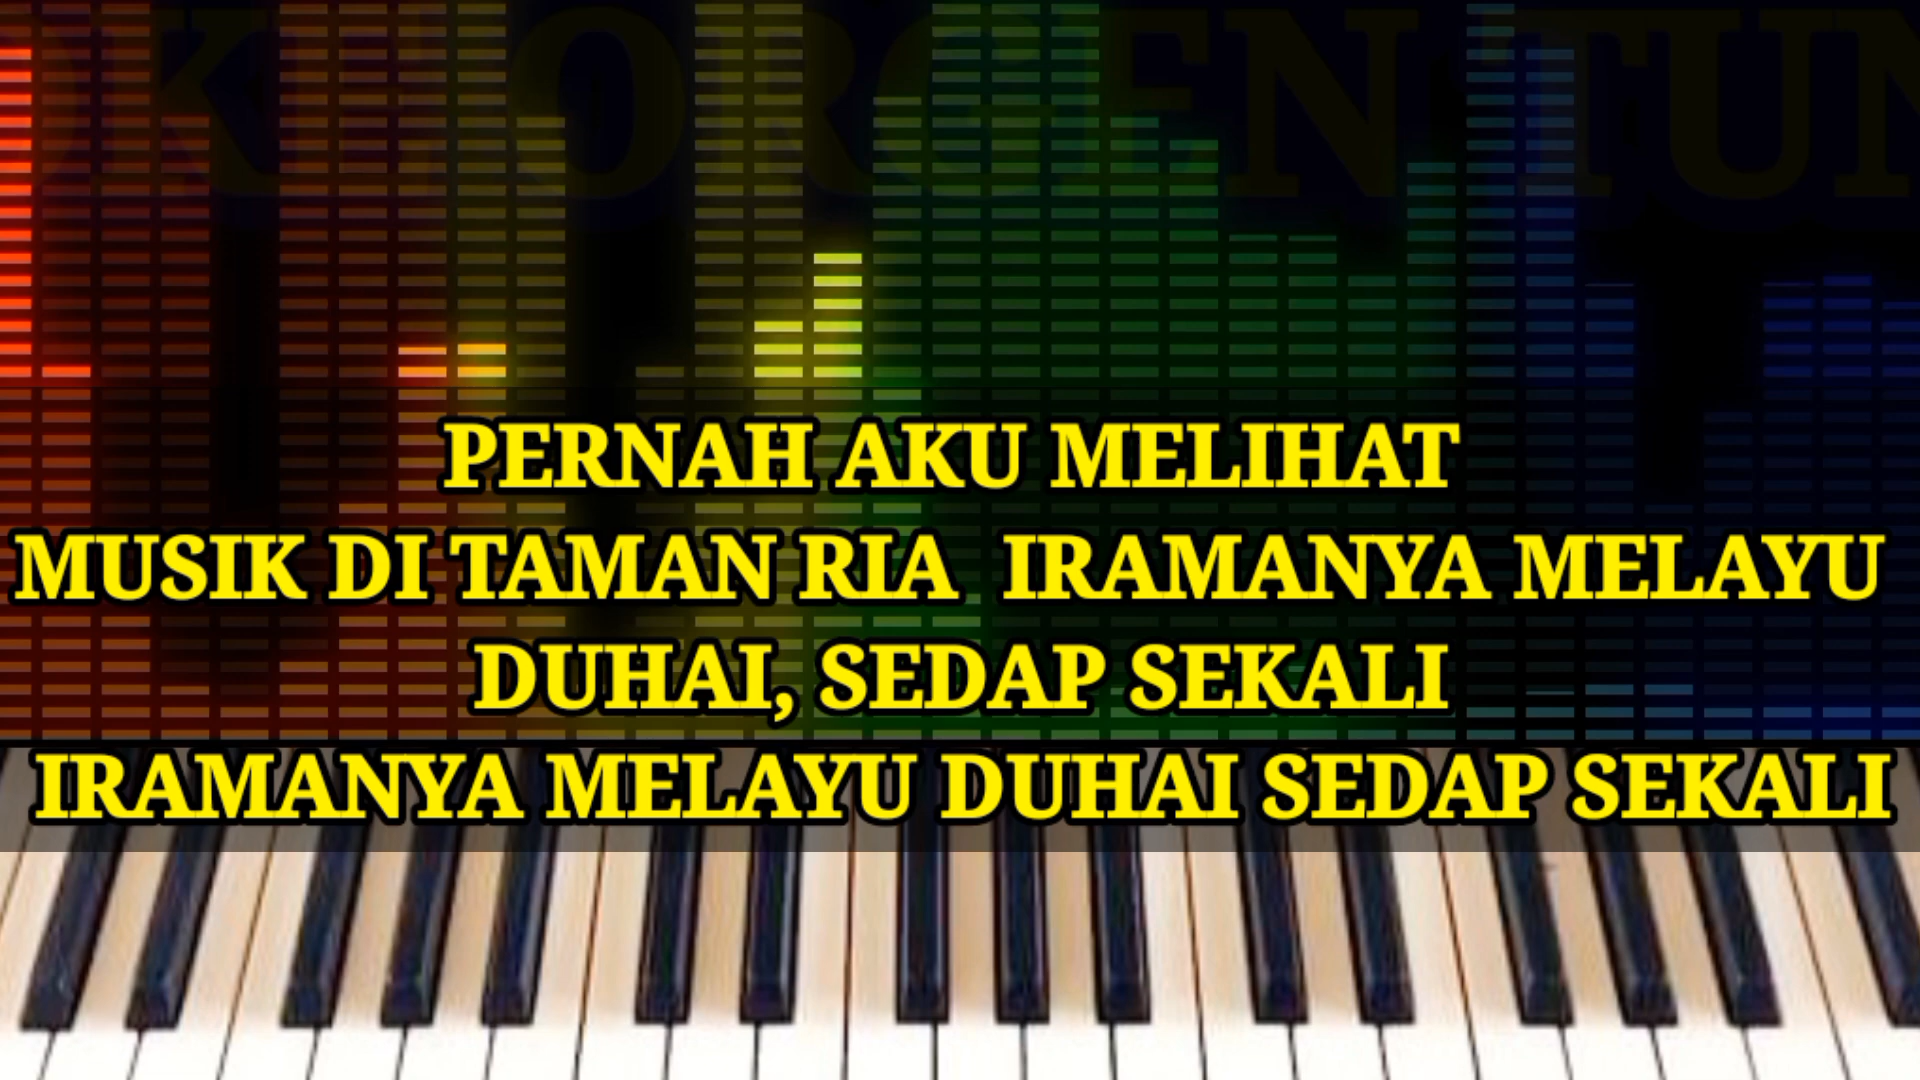 PERNAH AKU MELIHAT
MUSIK DI TAMAN RIA IRAMANYA MELAYU
DUHAI, SEDAP SEKALI
IRAMANYA MELAYU DUHAI SEDAP SEKALI